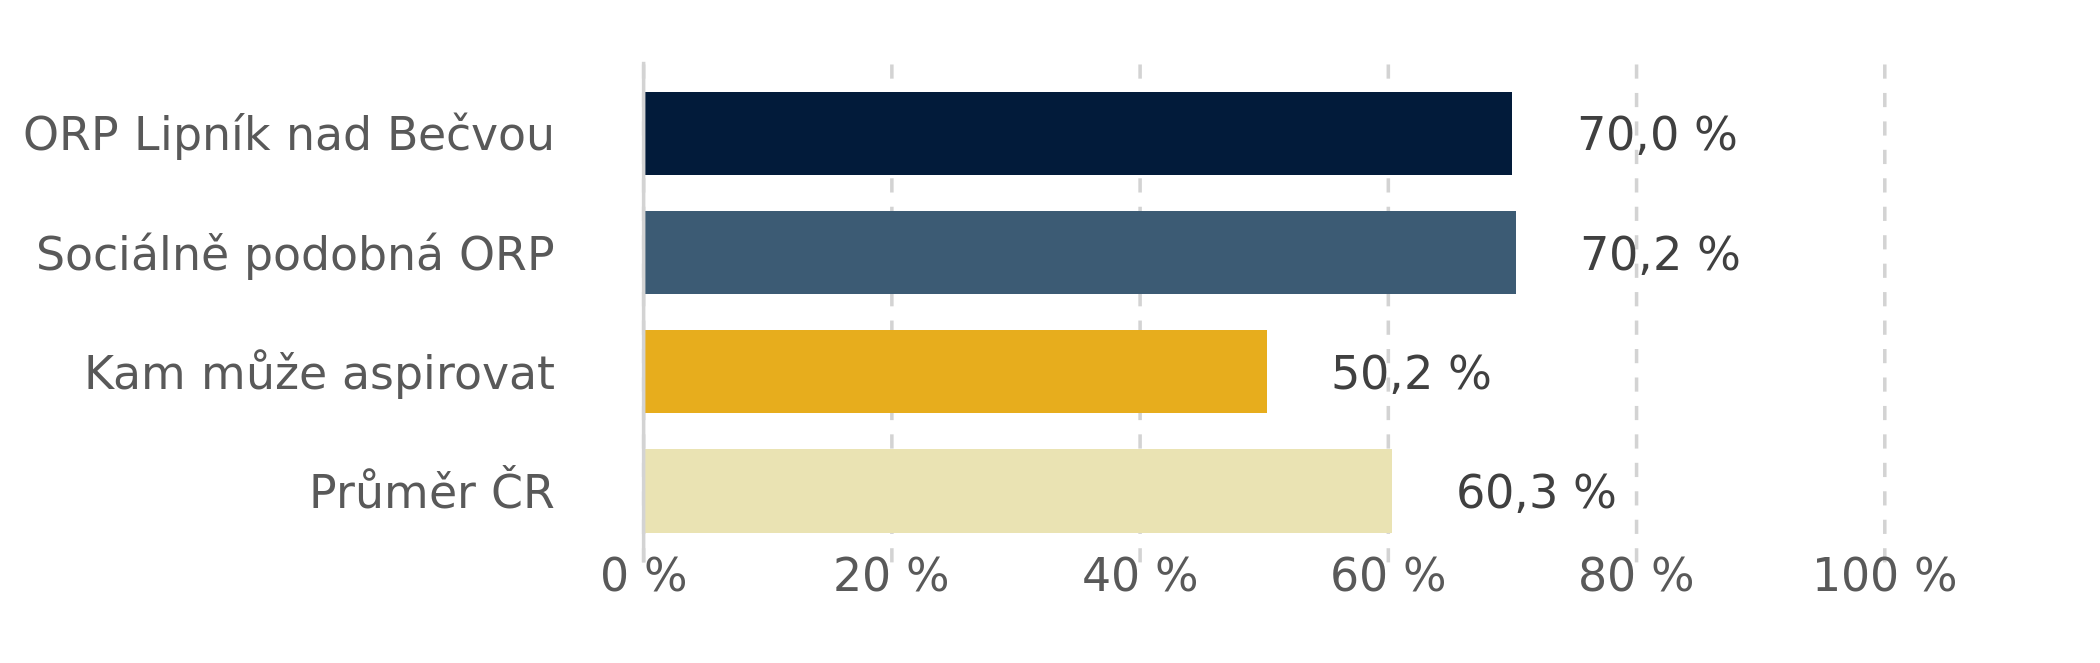 ORP Lipník nad Bečvou
70,0 %
Sociálně podobná ORP
70,2 %
Kam může aspirovat
50,2 %
Průměr ČR
60,3 %
0 % 20 % 40 % 60 % 80 % 100 %